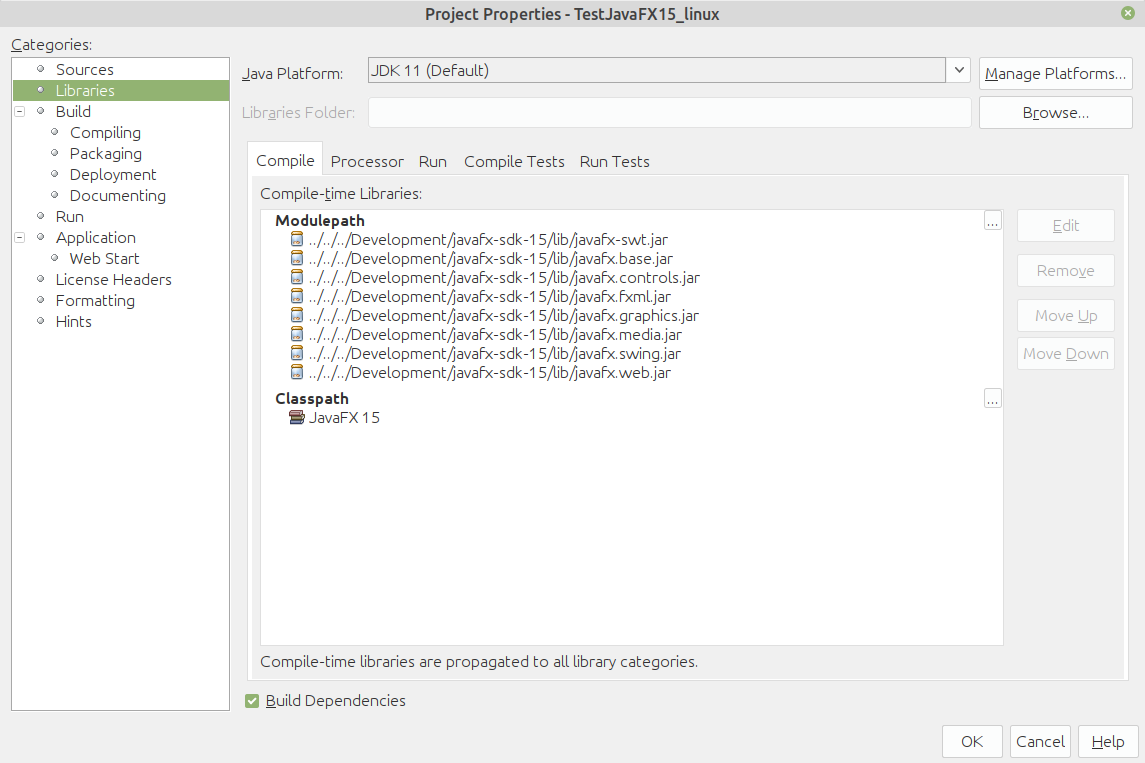 Project Properties - TestJavaFX15_linux
Categories:
Sources
Libraries
Build
Compiling
Packaging
Deployment
Documenting
Run
Application
Web Start
License Headers
Formatting
Hints
Java Platform: JDK 11 (Default) Manage Platforms...
Libraries Folder: Browse...
Compile Processor Run Compile Tests Run Tests
Compile-time Libraries:
Modulepath ...
../../../Development/javafx-sdk-15/lib/javafx-swt.jar
../../../Development/javafx-sdk-15/lib/javafx.base.jar
../../../Development/javafx-sdk-15/lib/javafx.controls.jar
../../../Development/javafx-sdk-15/lib/javafx.fxml.jar
../../../Development/javafx-sdk-15/lib/javafx.graphics.jar
../../../Development/javafx-sdk-15/lib/javafx.media.jar
../../../Development/javafx-sdk-15/lib/javafx.swing.jar
../../../Development/javafx-sdk-15/lib/javafx.web.jar
Classpath ...
JavaFX 15
Edit
Remove
Move Up
Move Down
Compile-time libraries are propagated to all library categories.
Build Dependencies
OK Cancel Help